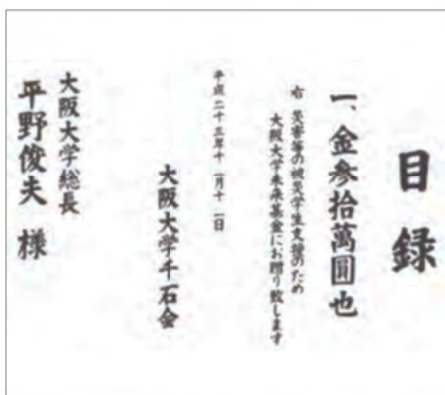 目録
一、金参拾萬圓也
右 災害等の被災学生支援のため
大阪大学未来基金にお贈り致します
平成二十三年十一月十一日
大阪大学千石会
大阪大学総長
平野俊夫 様